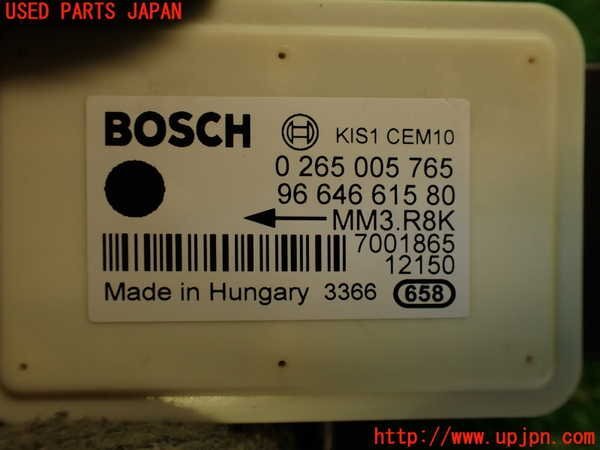 USED PARTS JAPAN
BOSCH
KIS1 CEM10
0 265 005 765
96 646 615 80
MM3.R8K
7001865
12150
Made in Hungary 3366 658
http://www.upjpn.com/